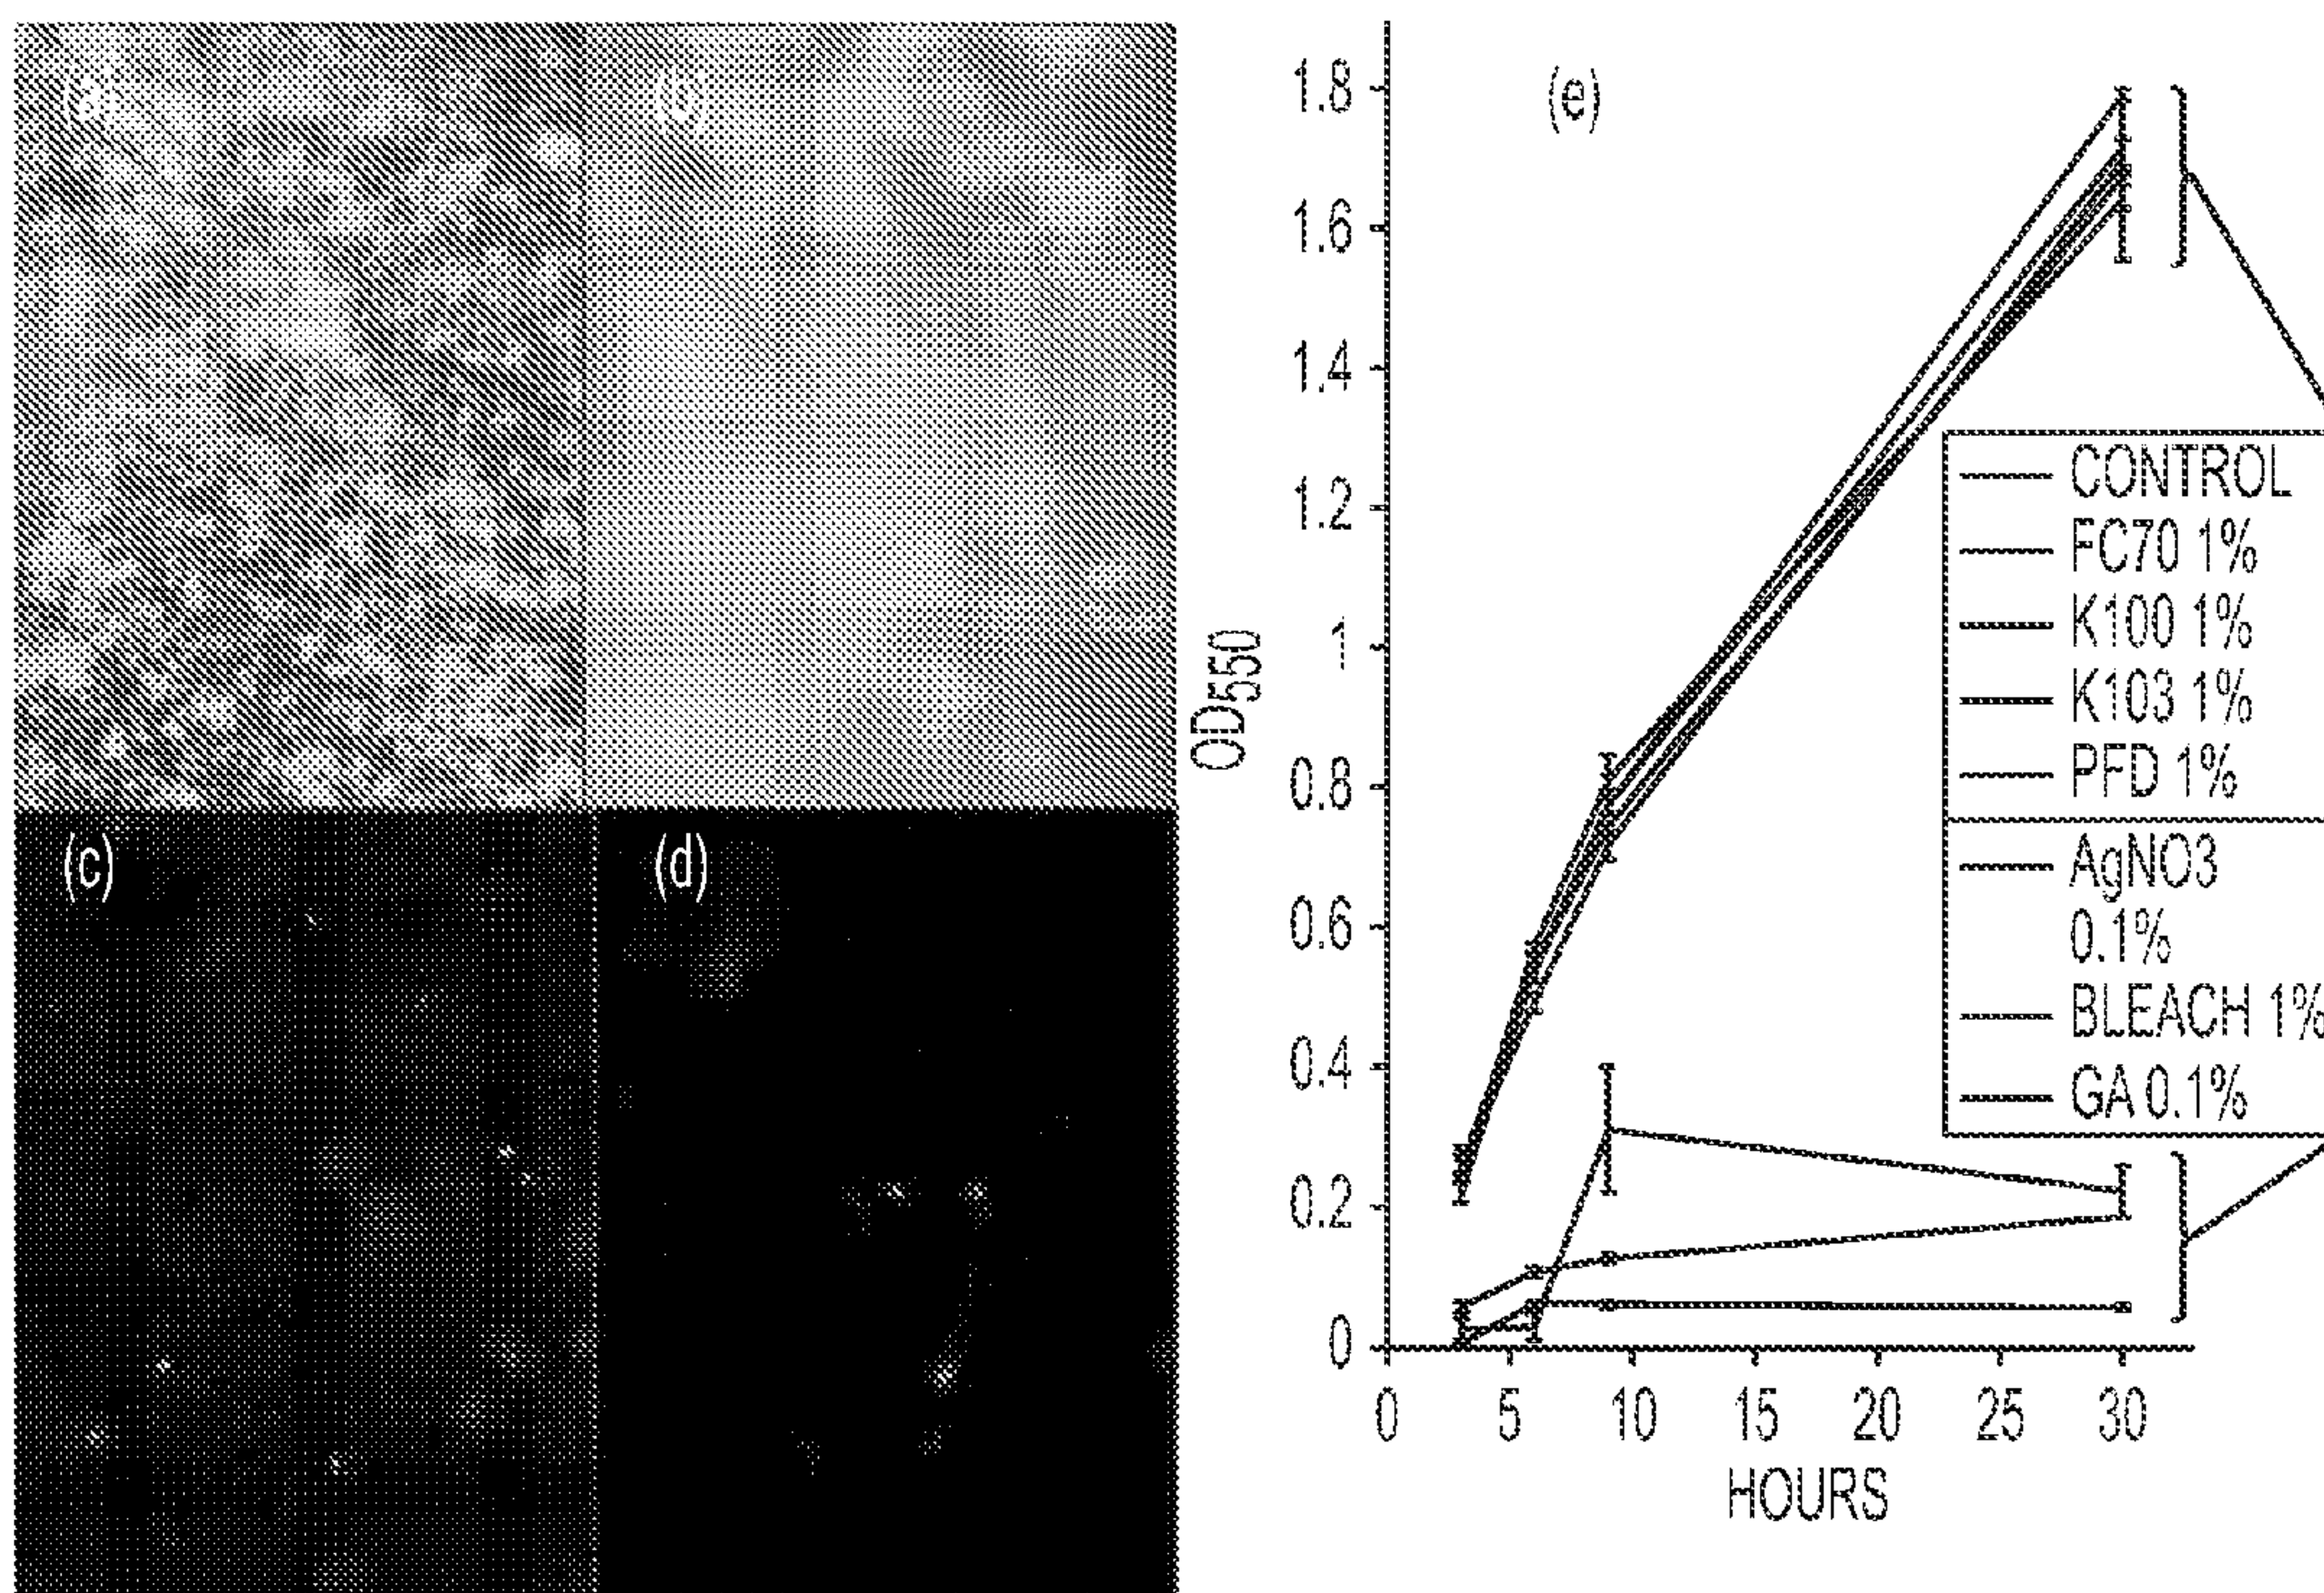 (a)
(b)
(c)
(d)
(e)
1.8
1.6
1.4
1.2
1
0.8
0.6
0.4
0.2
0
OD550
0 5 10 15 20 25 30
HOURS
CONTROL
FC70 1%
K100 1%
K103 1%
PFD 1%
AgNO3
0.1%
BLEACH 1%
GA 0.1%